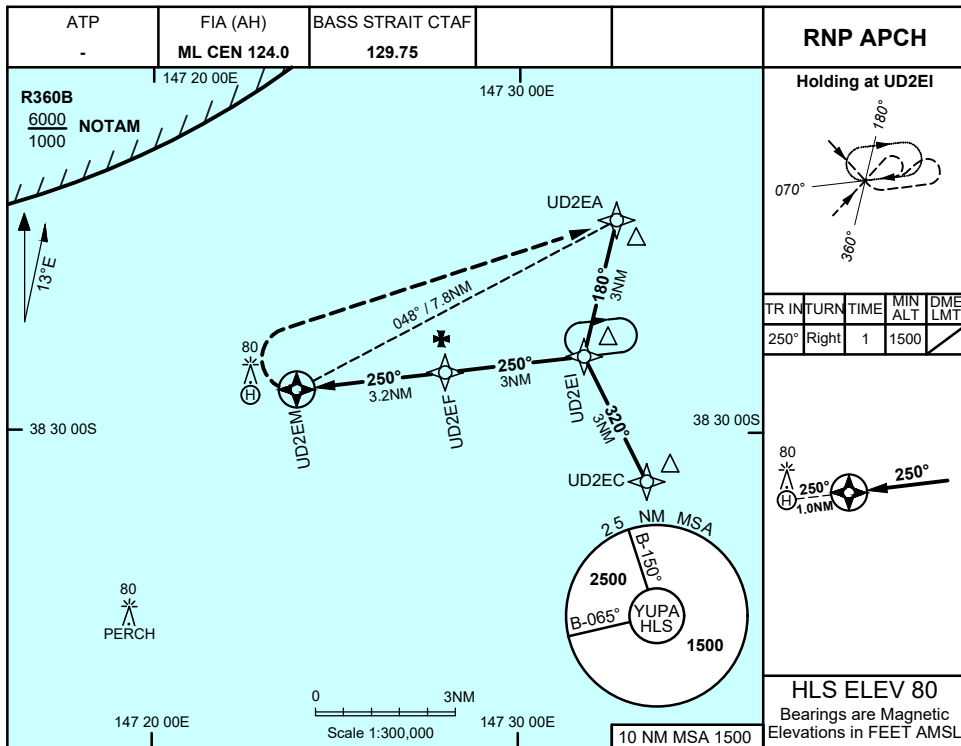 ATP
-
FIA (AH)
ML CEN 124.0
BASS STRAIT CTAF
129.75
RNP APCH
147 20 00E
147 30 00E
R360B
6000
1000
NOTAM
13°E
UD2EA
180°
3NM
048° / 7.8NM
80
H
250°
3.2NM
250°
3NM
UD2EM
UD2EF
UD2EI
320°
3NM
UD2EC
38 30 00S
38 30 00S
25 NM MSA
B-150°
2500
B-065°
YUPA
HLS
1500
80
PERCH
0
3NM
Scale 1:300,000
147 20 00E
147 30 00E
10 NM MSA 1500
Holding at UD2EI
180°
070°
360°
TR IN TURN TIME MIN ALT DME LMT
250° Right 1 1500
80
H
250°
1.0NM
250°
HLS ELEV 80
Bearings are Magnetic
Elevations in FEET AMSL